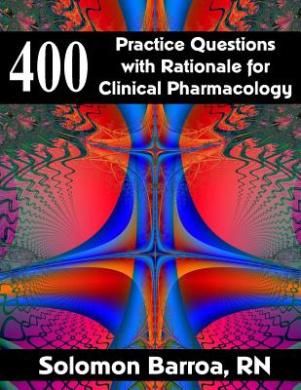 400
Practice Questions
with Rationale for
Clinical Pharmacology
Solomon Barroa, RN